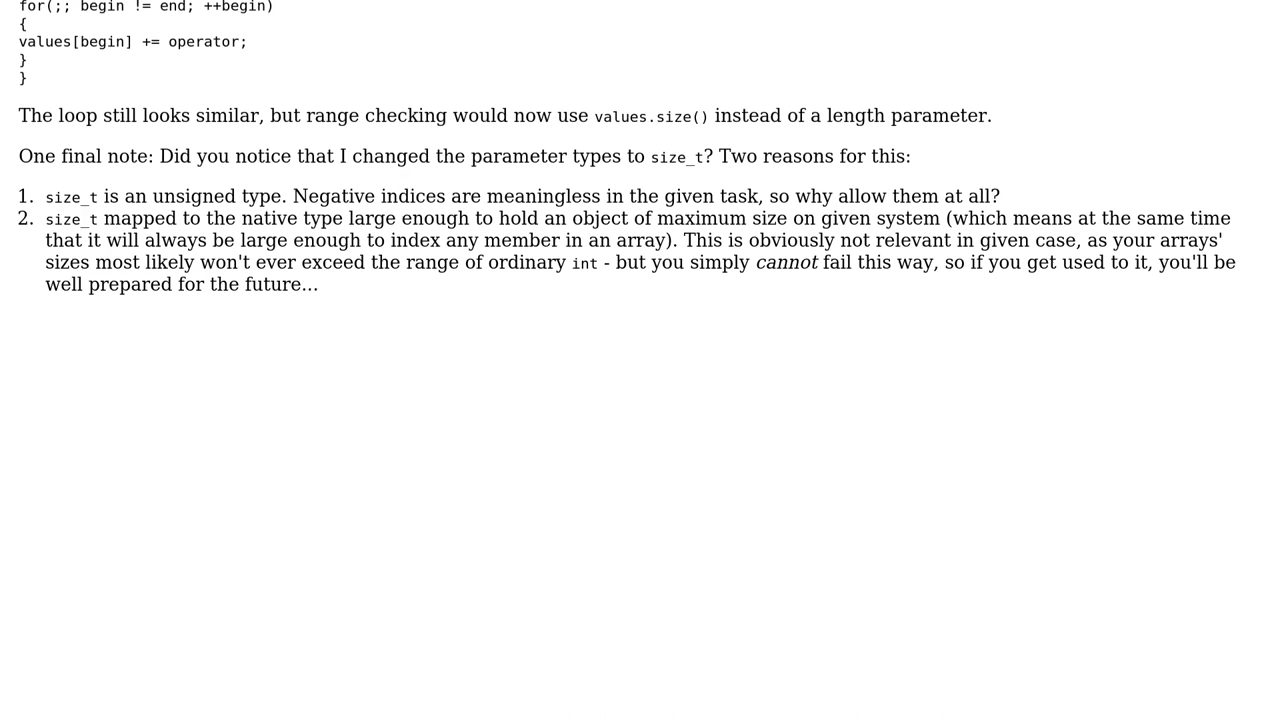 for(;; begin != end; ++begin)
{
values[begin] += operator;
}
}
The loop still looks similar, but range checking would now use values.size() instead of a length parameter.
One final note: Did you notice that I changed the parameter types to size_t? Two reasons for this:
1. size_t is an unsigned type. Negative indices are meaningless in the given task, so why allow them at all?
2. size_t mapped to the native type large enough to hold an object of maximum size on given system (which means at the same time
that it will always be large enough to index any member in an array). This is obviously not relevant in given case, as your arrays'
sizes most likely won't ever exceed the range of ordinary int - but you simply cannot fail this way, so if you get used to it, you'll be
well prepared for the future...